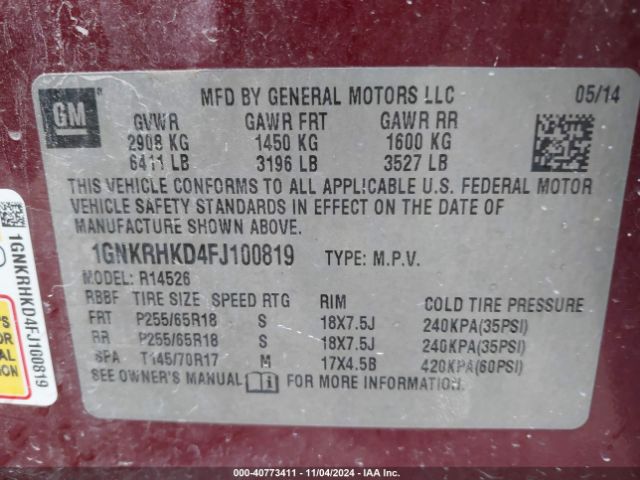 GM
MFD BY GENERAL MOTORS LLC 05/14
GVWR GAWR FRT GAWR RR
2908 KG 1450 KG 1600 KG
6411 LB 3196 LB 3527 LB
THIS VEHICLE CONFORMS TO ALL APPLICABLE U.S. FEDERAL MOTOR
VEHICLE SAFETY STANDARDS IN EFFECT ON THE DATE OF
MANUFACTURE SHOWN ABOVE.
1GNKRHKD4FJ100819 TYPE: M.P.V.
MODEL: R14526
RBBF TIRE SIZE SPEED RTG RIM COLD TIRE PRESSURE
FRT P255/65R18 S 18X7.5J 240KPA(35PSI)
RR P255/65R18 S 18X7.5J 240KPA(35PSI)
SPA T145/70R17 M 17X4.5B 420KPA(60PSI)
SEE OWNER'S MANUAL FOR MORE INFORMATION.
1GNKRHKD4FJ100819
000-40773411 - 11/04/2024 - IAA Inc.